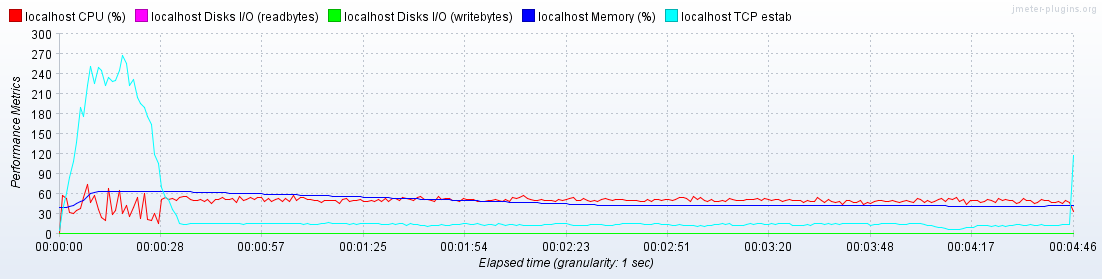 localhost CPU (%) localhost Disks I/O (readbytes) localhost Disks I/O (writebytes) localhost Memory (%) localhost TCP estab
jmeter-plugins.org
300
270
240
210
180
150
120
90
60
30
0
Performance Metrics
00:00:00 00:00:28 00:00:57 00:01:25 00:01:54 00:02:23 00:02:51 00:03:20 00:03:48 00:04:17 00:04:46
Elapsed time (granularity: 1 sec)